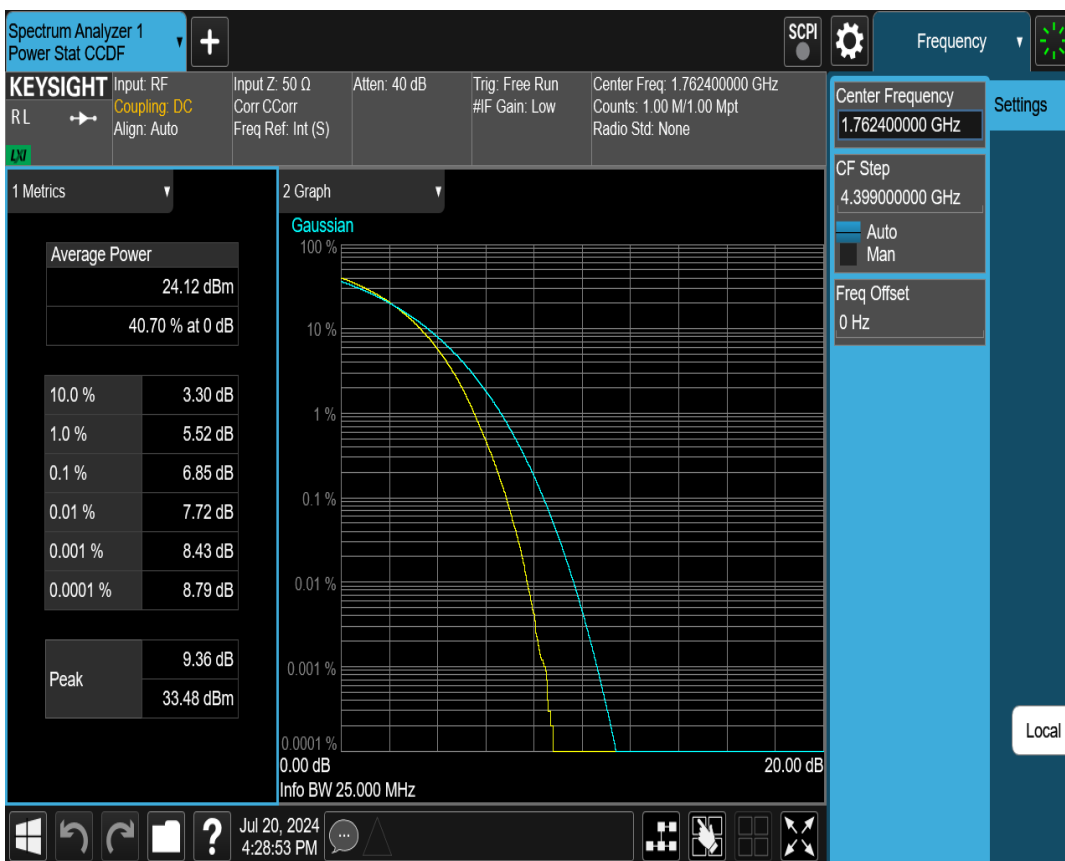 Spectrum Analyzer 1
Power Stat CCDF
+
SCPI
Frequency
KEYSIGHT
RL
LXI
Input: RF
Coupling: DC
Align: Auto
Input Z: 50 Ω
Corr CCorr
Freq Ref: Int (S)
Atten: 40 dB
Trig: Free Run
#IF Gain: Low
Center Freq: 1.762400000 GHz
Counts: 1.00 M/1.00 Mpt
Radio Std: None
Center Frequency
1.762400000 GHz
Settings
CF Step
4.399000000 GHz
Auto
Man
Freq Offset
0 Hz
Local
1 Metrics
Average Power
24.12 dBm
40.70 % at 0 dB
10.0 % 3.30 dB
1.0 % 5.52 dB
0.1 % 6.85 dB
0.01 % 7.72 dB
0.001 % 8.43 dB
0.0001 % 8.79 dB
Peak
9.36 dB
33.48 dBm
2 Graph
Gaussian
100 %
10 %
1 %
0.1 %
0.01 %
0.001 %
0.0001 %
0.00 dB 20.00 dB
Info BW 25.000 MHz
?
Jul 20, 2024
4:28:53 PM